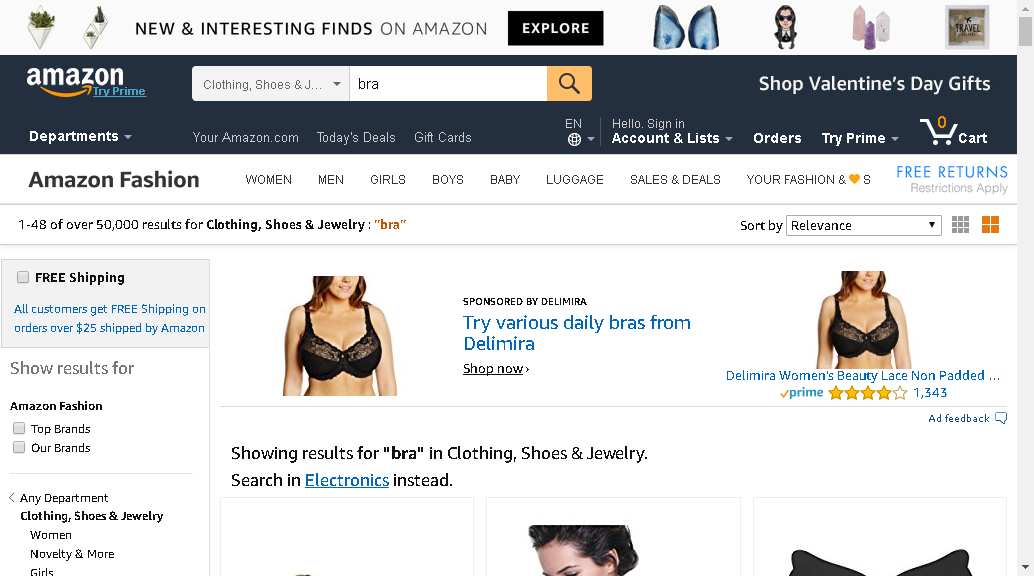 NEW & INTERESTING FINDS ON AMAZON EXPLORE
TRAVEL
amazon
Try Prime
Clothing, Shoes & J... bra
Shop Valentine's Day Gifts
Departments
Your Amazon.com Today's Deals Gift Cards
EN
Hello. Sign in
Account & Lists
Orders
Try Prime
0
Cart
Amazon Fashion
WOMEN MEN GIRLS BOYS BABY LUGGAGE SALES & DEALS YOUR FASHION & 🧡 S
FREE RETURNS
Restrictions Apply
1-48 of over 50,000 results for Clothing, Shoes & Jewelry : "bra"
Sort by Relevance
FREE Shipping
All customers get FREE Shipping on
orders over $25 shipped by Amazon
Show results for
Amazon Fashion
Top Brands
Our Brands
Any Department
Clothing, Shoes & Jewelry
Women
Novelty & More
Girls
SPONSORED BY DELIMIRA
Try various daily bras from
Delimira
Shop now ›
Delimira Women's Beauty Lace Non Padded ...
prime 1,343
Ad feedback
Showing results for "bra" in Clothing, Shoes & Jewelry.
Search in Electronics instead.